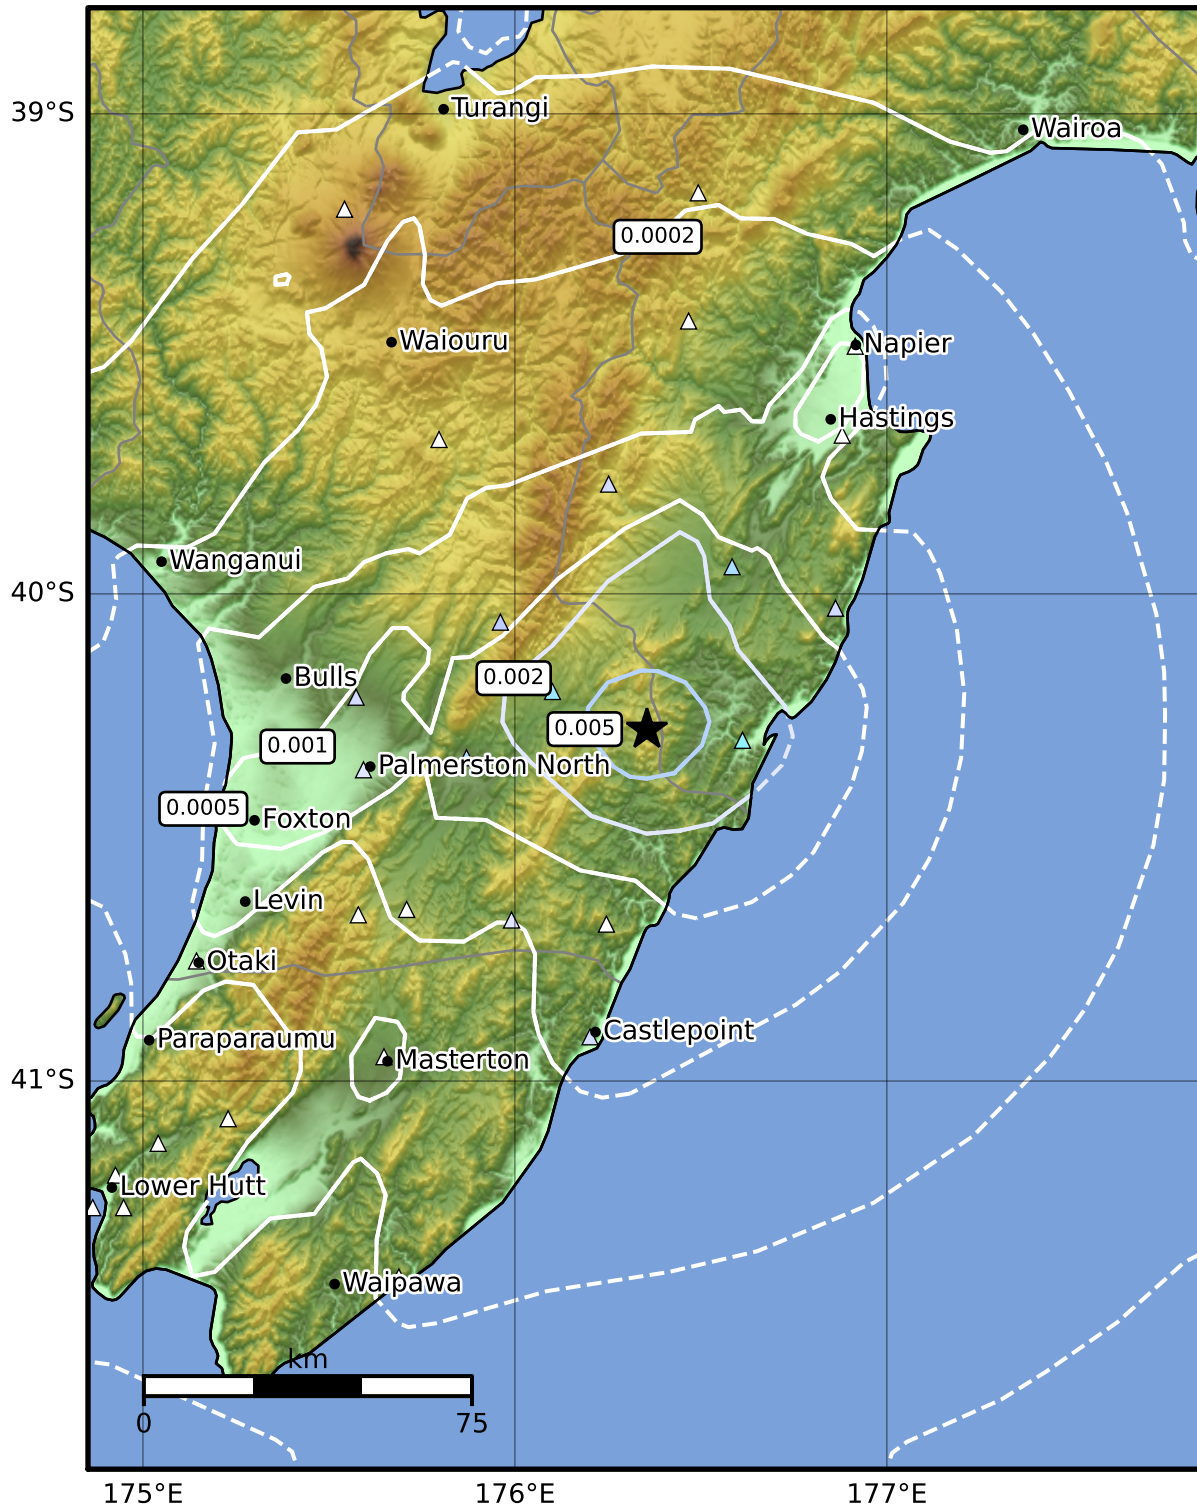 Turangi
39°S
Wairoa
0.0002
Waiouru
Napier
Hastings
Wanganui
40°S
Bulls
0.002
0.005
0.001
Palmerston North
0.0005
Foxton
Levin
Otaki
Castlepoint
Paraparaumu
Masterton
41°S
Lower Hutt
Waipawa
km
0
75
175°E
176°E
177°E